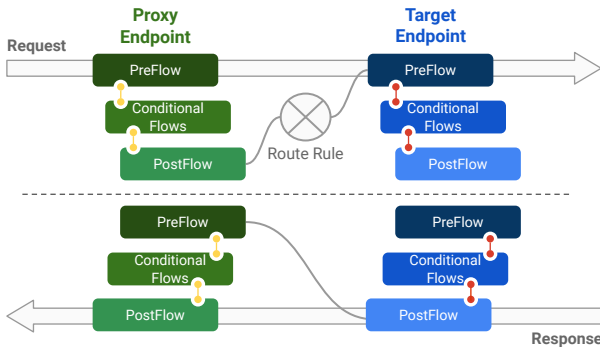 Proxy
Endpoint
Target
Endpoint
Request
PreFlow
PreFlow
Conditional
Flows
Conditional
Flows
Route Rule
PostFlow
PostFlow
PreFlow
PreFlow
Conditional
Flows
Conditional
Flows
PostFlow
PostFlow
Response